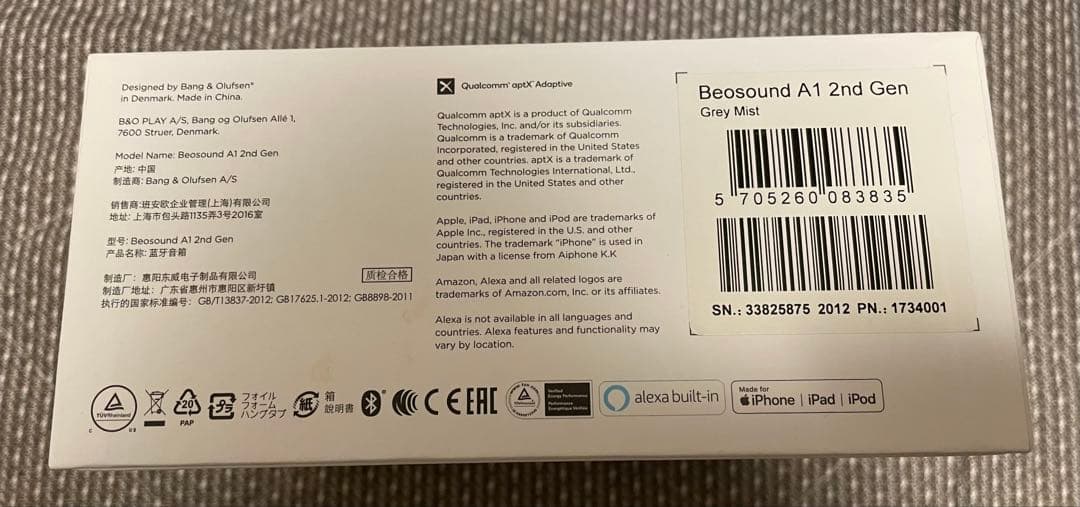 Designed by Bang & Olufsen®
in Denmark. Made in China.
B&O PLAY A/S, Bang og Olufsen Allé 1,
7600 Struer, Denmark.
Model Name: Beosound A1 2nd Gen
产地: 中国
制造商: Bang & Olufsen A/S
销售商: 班安欧企业管理(上海)有限公司
地址: 上海市包头路1135弄3号2016室
型号: Beosound A1 2nd Gen
产品名称: 蓝牙音箱
制造厂: 惠阳东威电子制品有限公司
制造厂地址: 广东省惠州市惠阳区新圩镇
执行的国家标准编号: GB/T13837-2012; GB17625.1-2012; GB8898-2011
质检合格
Qualcomm® aptX™ Adaptive
Qualcomm aptX is a product of Qualcomm
Technologies, Inc. and/or its subsidiaries.
Qualcomm is a trademark of Qualcomm
Incorporated, registered in the United States
and other countries. aptX is a trademark of
Qualcomm Technologies International, Ltd.,
registered in the United States and other
countries.
Apple, iPad, iPhone and iPod are trademarks of
Apple Inc., registered in the U.S. and other
countries. The trademark "iPhone" is used in
Japan with a license from Aiphone K.K
Amazon, Alexa and all related logos are
trademarks of Amazon.com, Inc. or its affiliates.
Alexa is not available in all languages and
countries. Alexa features and functionality may
vary by location.
Beosound A1 2nd Gen
Grey Mist
5 705260 083835
SN.: 33825875 2012 PN.: 1734001
TÜVRheinland
C US
20
PAP
プラ
フォイル
フォーム
ハングタブ
紙
箱
説明書
CE
EAC
Verified
Energy Performance
Performance
Energétique Vérifiée
alexa built-in
Made for
iPhone | iPad | iPod